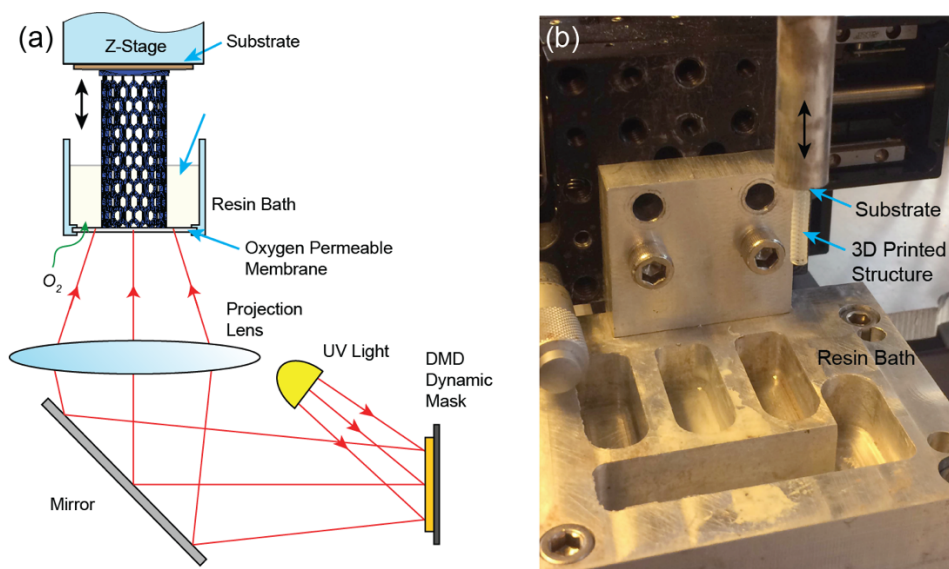 (a)
Z-Stage
Substrate
Resin Bath
Oxygen Permeable
Membrane
O2
Projection
Lens
UV Light
DMD
Dynamic
Mask
Mirror
(b)
Substrate
3D Printed
Structure
Resin Bath